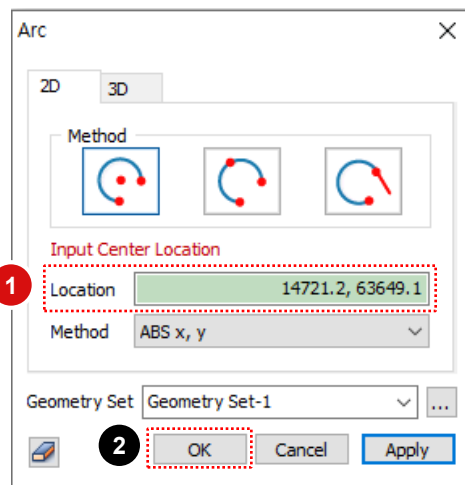 Arc
2D 3D
Method
Input Center Location
1
Location 14721.2, 63649.1
Method ABS x, y
Geometry Set Geometry Set-1 ...
2 OK Cancel Apply